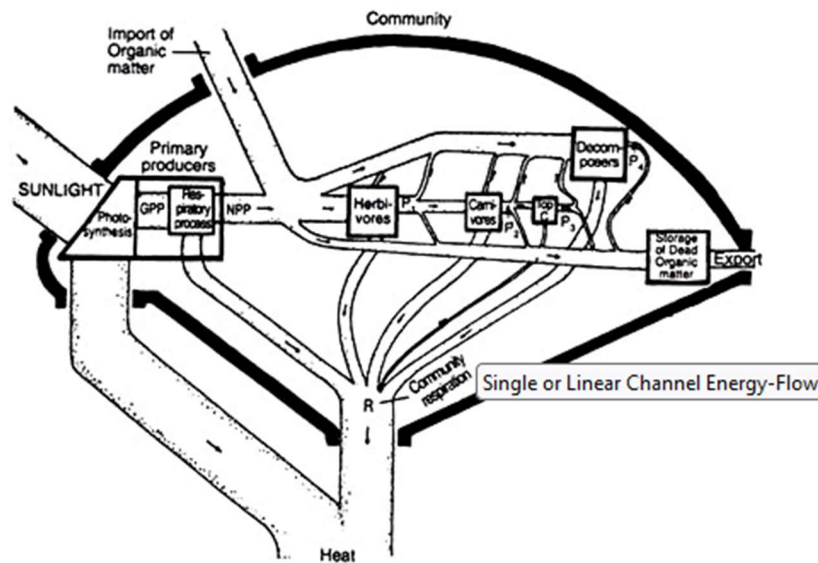 Community
Import of
Organic
matter
Primary
producers
SUNLIGHT
Photo-
synthesis
GPP
Res-
piratory
process
NPP
Herbi-
vores
P
Carni-
vores
P2
Top
C
P3
Decom-
posers
P4
Storage
of Dead
Organic
matter
Export
Community
respiration
R
Single or Linear Channel Energy-Flow
Heat